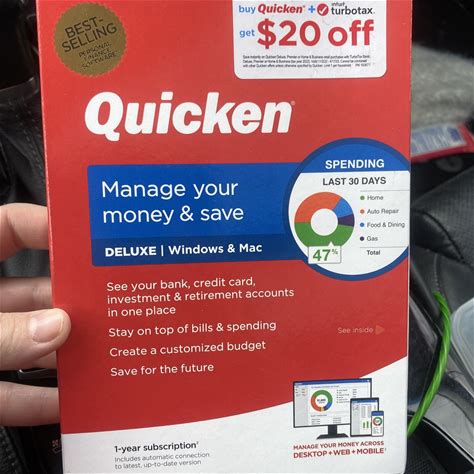 BEST-
SELLING
PERSONAL
FINANCE
SOFTWARE
buy Quicken + intuit turbotax.
get $20 off
Quicken
Manage your
money & save
DELUXE | Windows & Mac
SPENDING
LAST 30 DAYS
Home
Auto Repair
Food & Dining
Gas
Total
47%
See your bank, credit card,
investment & retirement accounts
in one place
Stay on top of bills & spending
Create a customized budget
Save for the future
See inside
1-year subscription
Includes automatic connection
to latest, up-to-date version
MANAGE YOUR MONEY ACROSS
DESKTOP + WEB + MOBILE